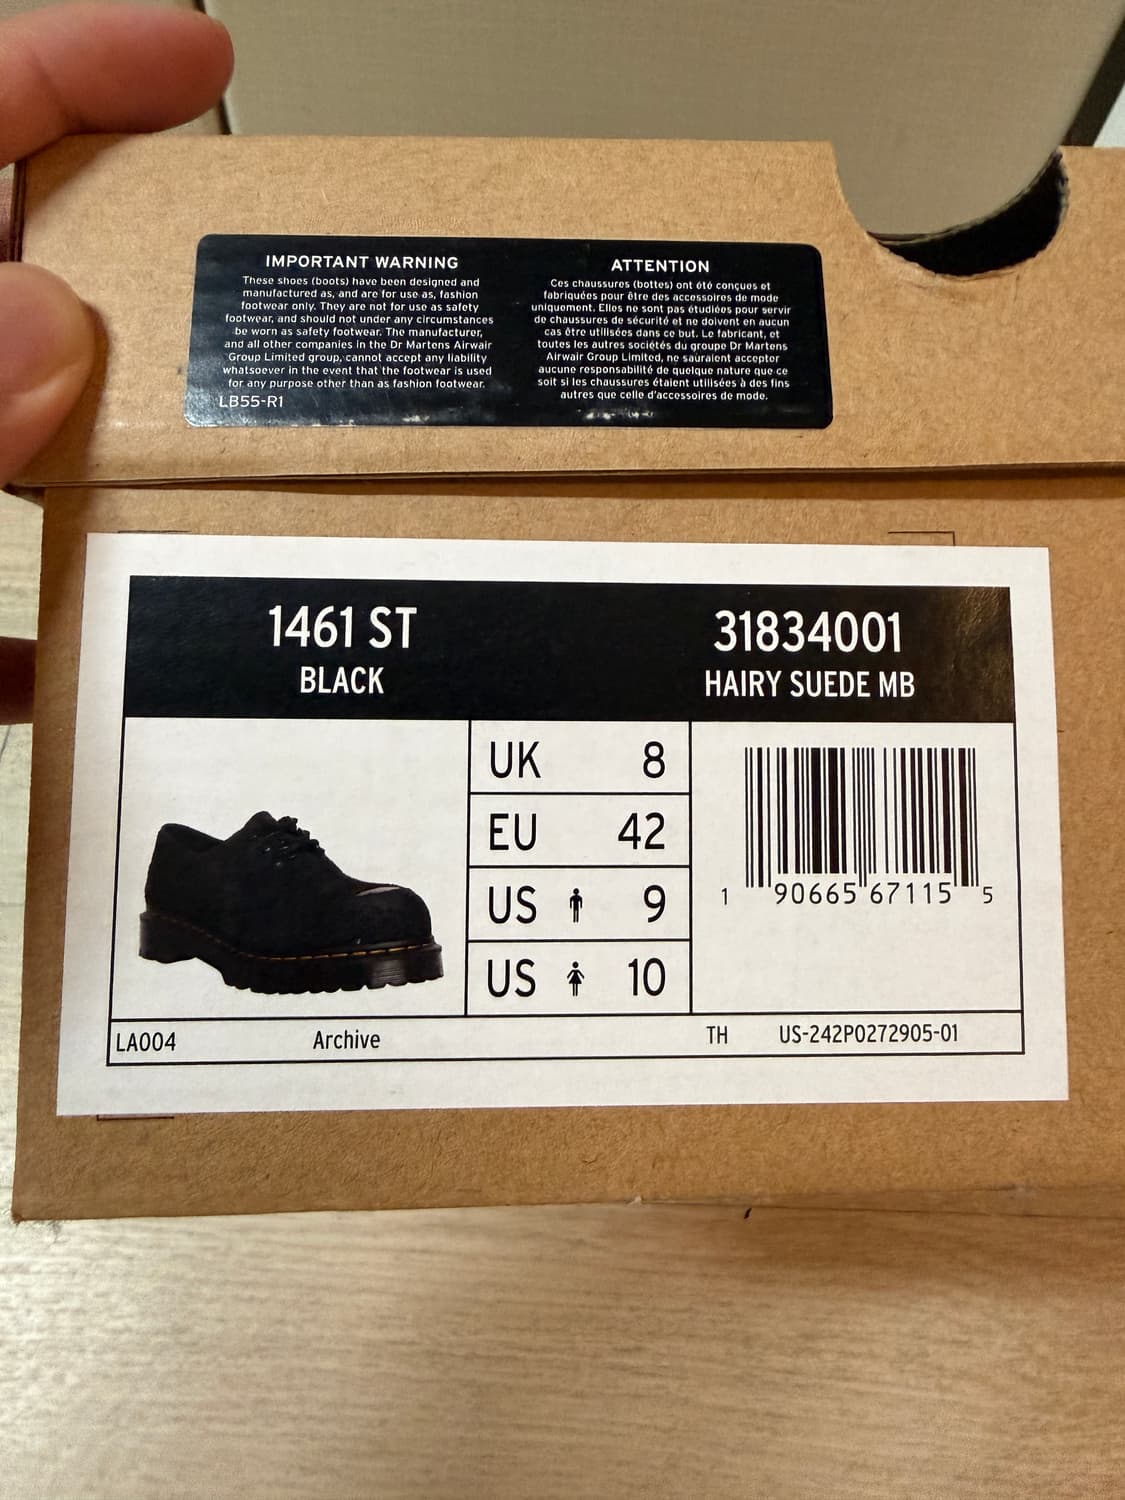 IMPORTANT WARNING
These shoes (boots) have been designed and
manufactured as, and are for use as, fashion
footwear only. They are not for use as safety
footwear, and should not under any circumstances
be worn as safety footwear. The manufacturer,
and all other companies in the Dr Martens Airwair
Group Limited group, cannot accept any liability
whatsoever in the event that the footwear is used
for any purpose other than as fashion footwear.
LB55-R1
ATTENTION
Ces chaussures (bottes) ont été conçues et
fabriquées pour être des accessoires de mode
uniquement. Elles ne sont pas étudiées pour servir
de chaussures de sécurité et ne doivent en aucun
cas être utilisées dans ce but. Le fabricant, et
toutes les autres sociétés du groupe Dr Martens
Airwair Group Limited, ne sauraient accepter
aucune responsabilité de quelque nature que ce
soit si les chaussures étaient utilisées à des fins
autres que celle d'accessoires de mode.
1461 ST
BLACK
31834001
HAIRY SUEDE MB
UK 8
EU 42
US 9
US 10
1 90665 67115 5
LA004 Archive TH US-242P0272905-01